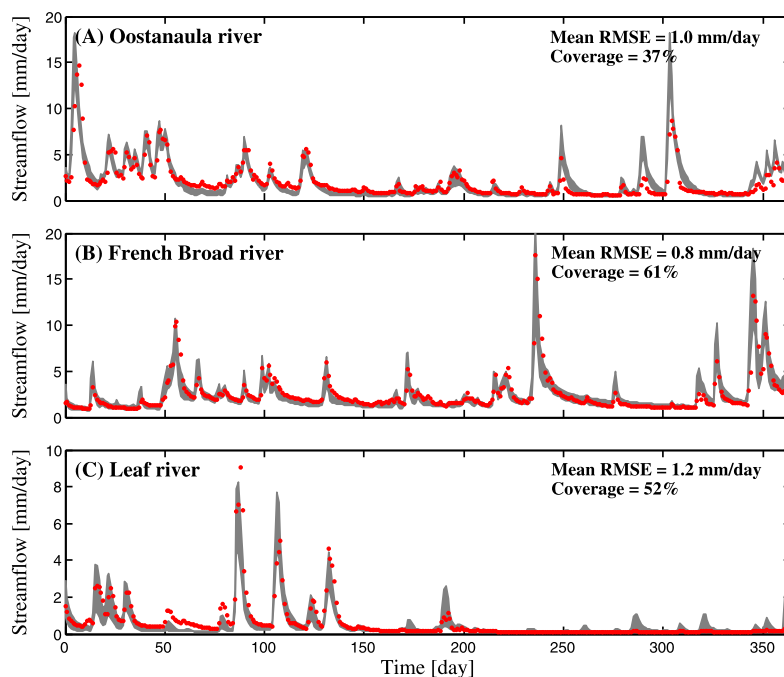 20
(A) Oostanaula river
Mean RMSE = 1.0 mm/day
Coverage = 37%
15
10
5
0
Streamflow [mm/day]
20
(B) French Broad river
Mean RMSE = 0.8 mm/day
Coverage = 61%
15
10
5
0
Streamflow [mm/day]
10
(C) Leaf river
Mean RMSE = 1.2 mm/day
Coverage = 52%
8
6
4
2
0
Streamflow [mm/day]
0 50 100 150 200 250 300 350
Time [day]